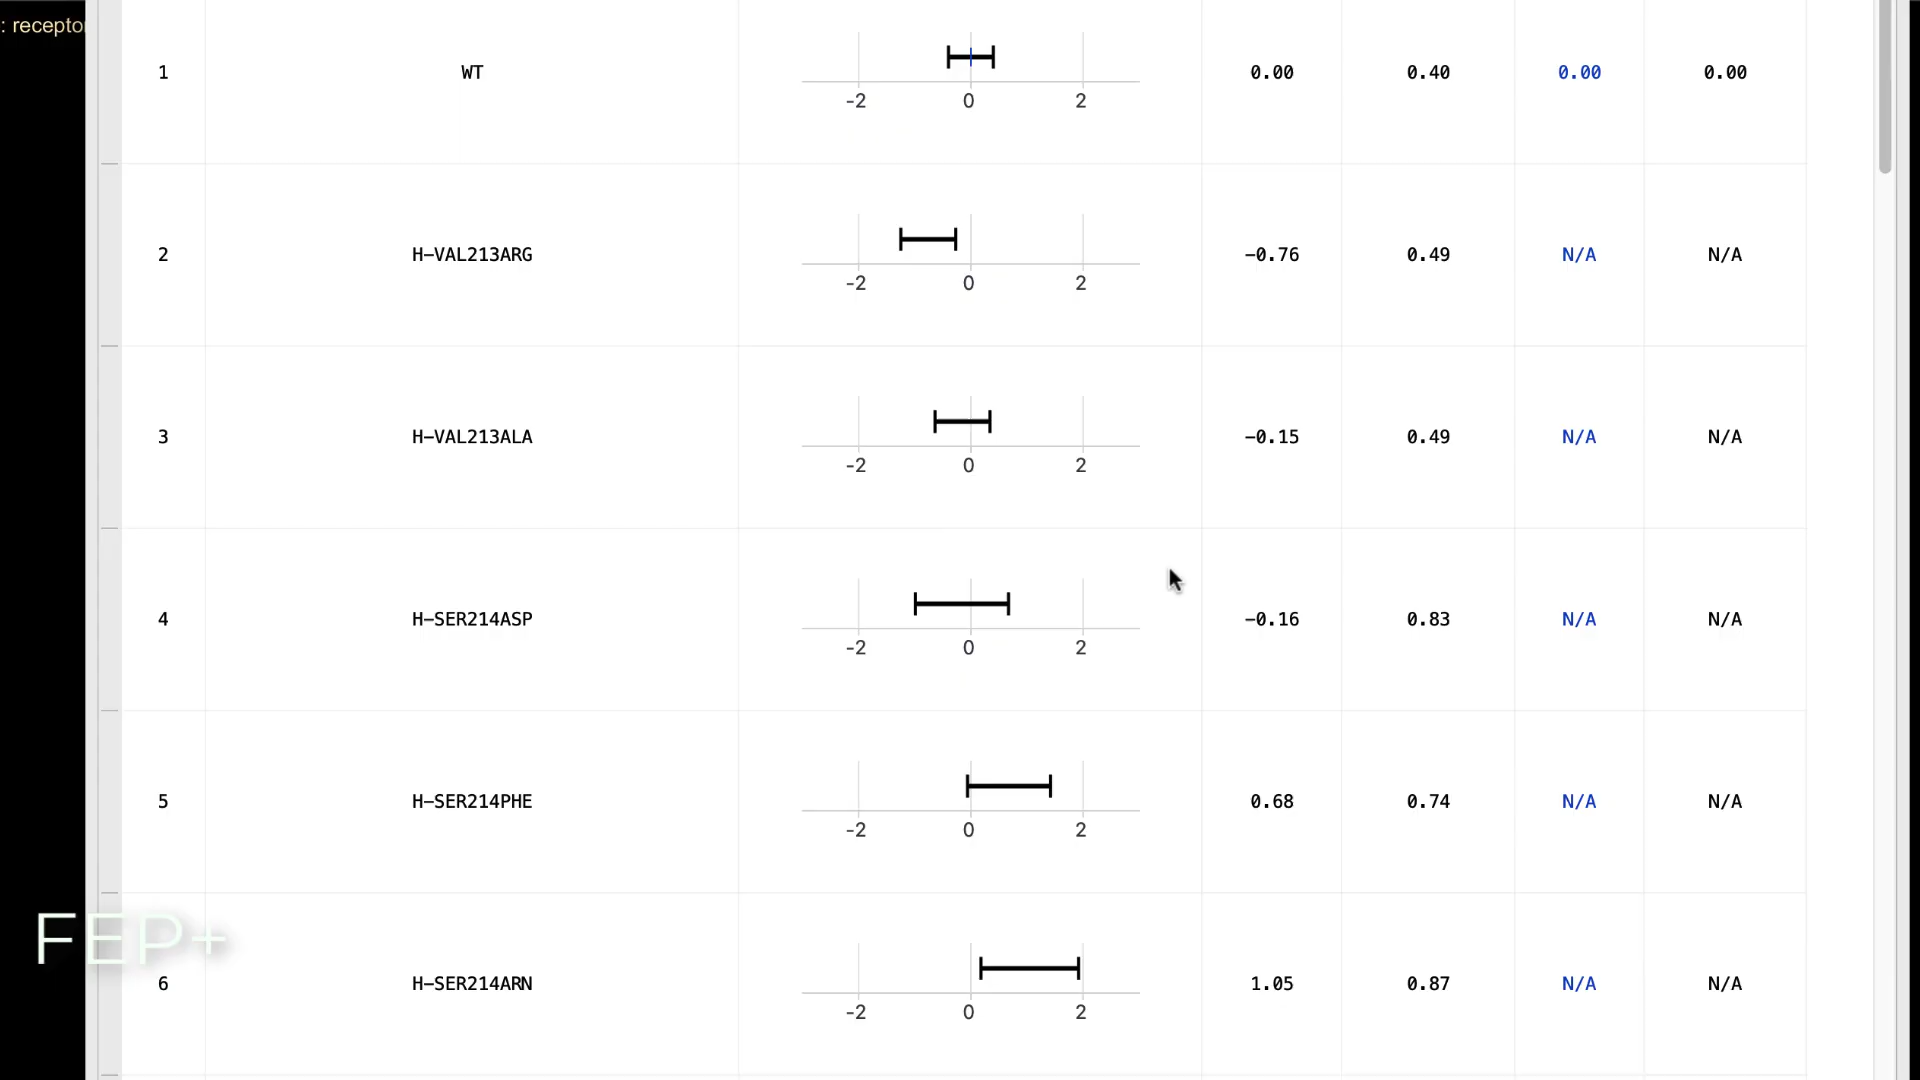 : recepto
1 WT -2 0 2 0.00 0.40 0.00 0.00
2 H-VAL213ARG -2 0 2 -0.76 0.49 N/A N/A
3 H-VAL213ALA -2 0 2 -0.15 0.49 N/A N/A
4 H-SER214ASP -2 0 2 -0.16 0.83 N/A N/A
5 H-SER214PHE -2 0 2 0.68 0.74 N/A N/A
6 H-SER214ARN -2 0 2 1.05 0.87 N/A N/A
FEP+